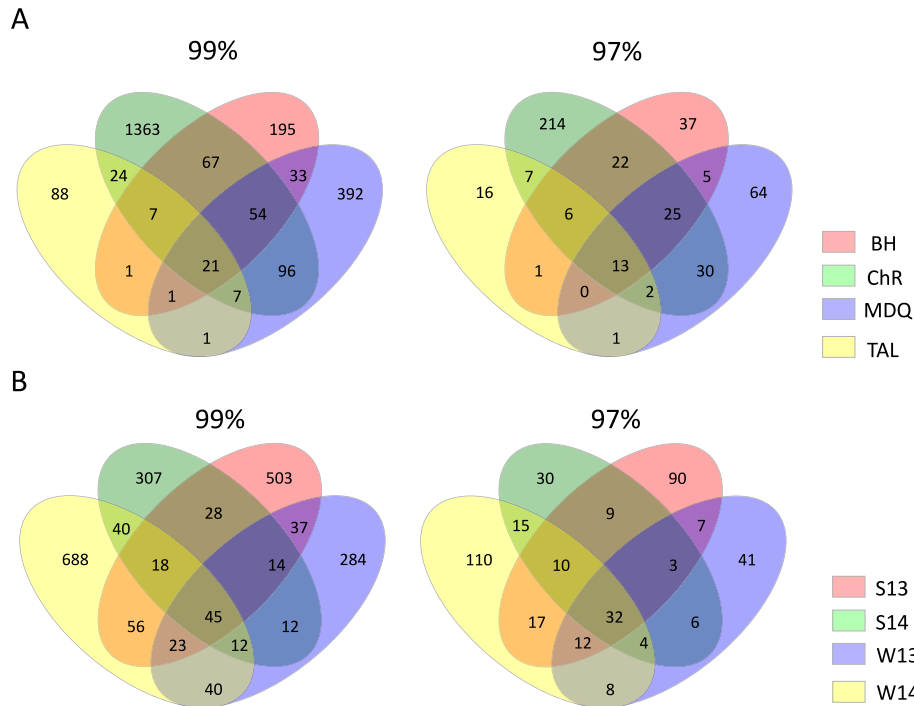 A
99% 97%
1363 195 214 37
67 22
24 33 7 5
88 392 16 64
7 54 6 25
21 13
1 96 1 30
1 7 0 2
1 1
BH
ChR
MDQ
TAL
B
99% 97%
307 503 30 90
28 9
40 37 15 7
688 18 14 284 110 10 3 41
45 32
56 12 17 6
23 12 12 4
40 8
S13
S14
W13
W14